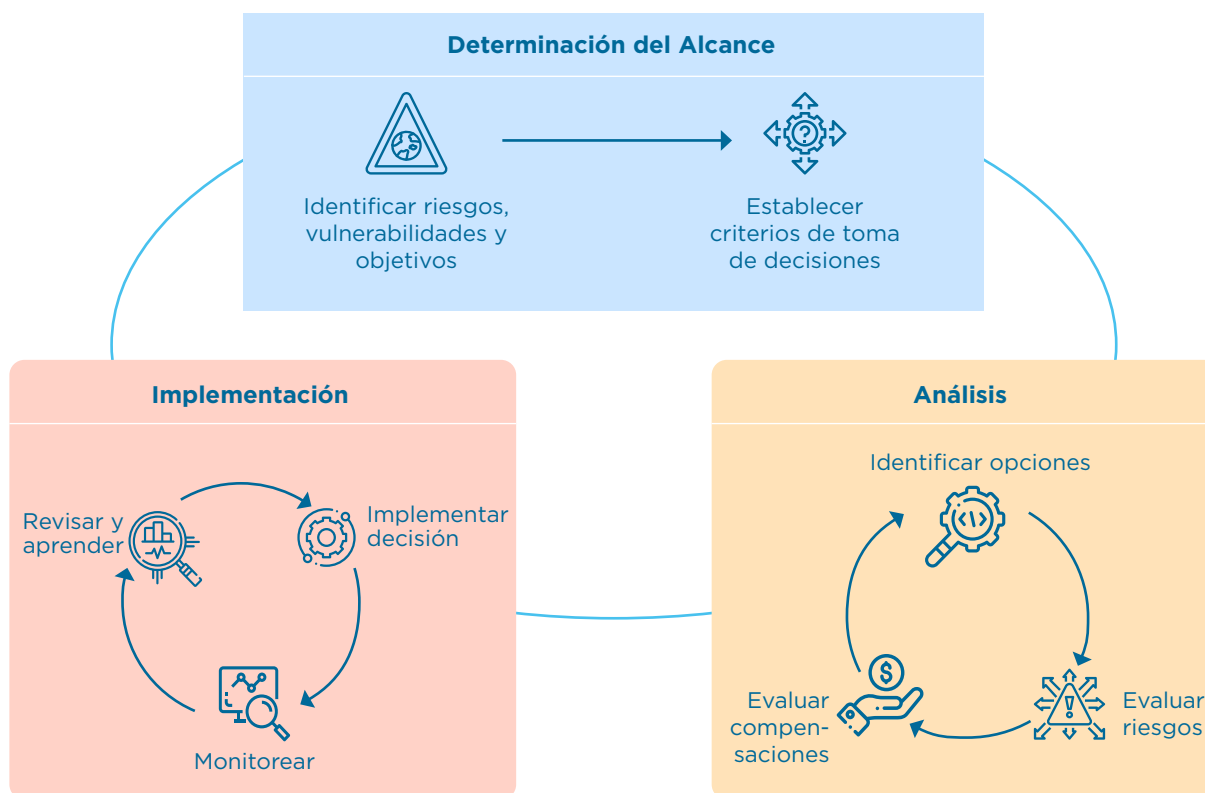 Determinación del Alcance
Identificar riesgos,
vulnerabilidades y
objetivos
Establecer
criterios de toma
de decisiones
Implementación
Revisar y
aprender
Implementar
decisión
Monitorear
Análisis
Identificar opciones
Evaluar
compen-
saciones
Evaluar
riesgos